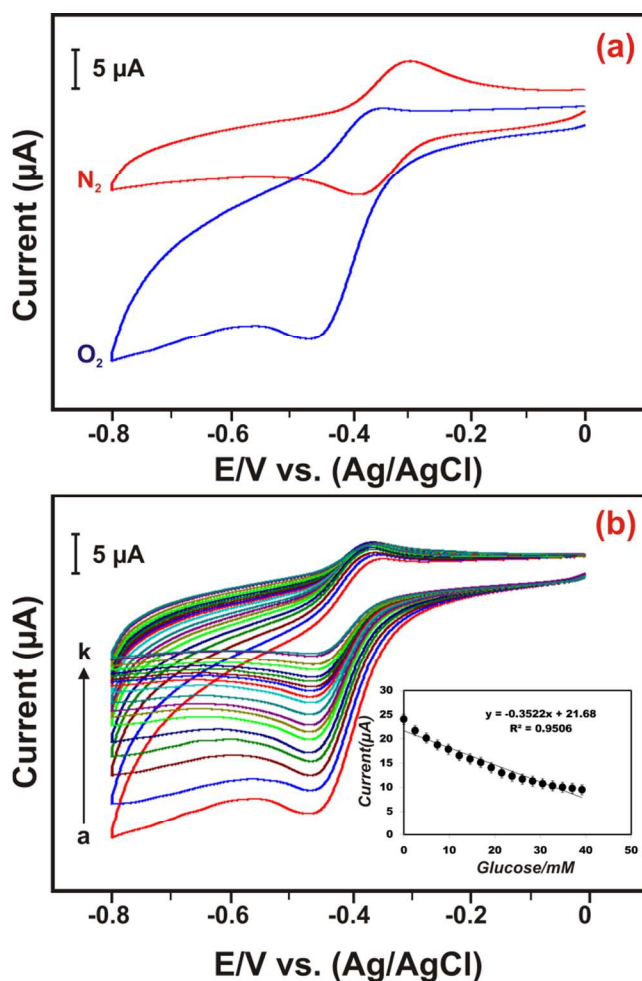 (a)
5 µA
Current (µA)
N₂
O₂
-0.8 -0.6 -0.4 -0.2 0
E/V vs. (Ag/AgCl)
(b)
5 µA
Current (µA)
k
a
30
25
20
15
10
5
0
Current(µA)
y = -0.3522x + 21.68
R² = 0.9506
0 10 20 30 40 50
Glucose/mM
-0.8 -0.6 -0.4 -0.2 0
E/V vs. (Ag/AgCl)